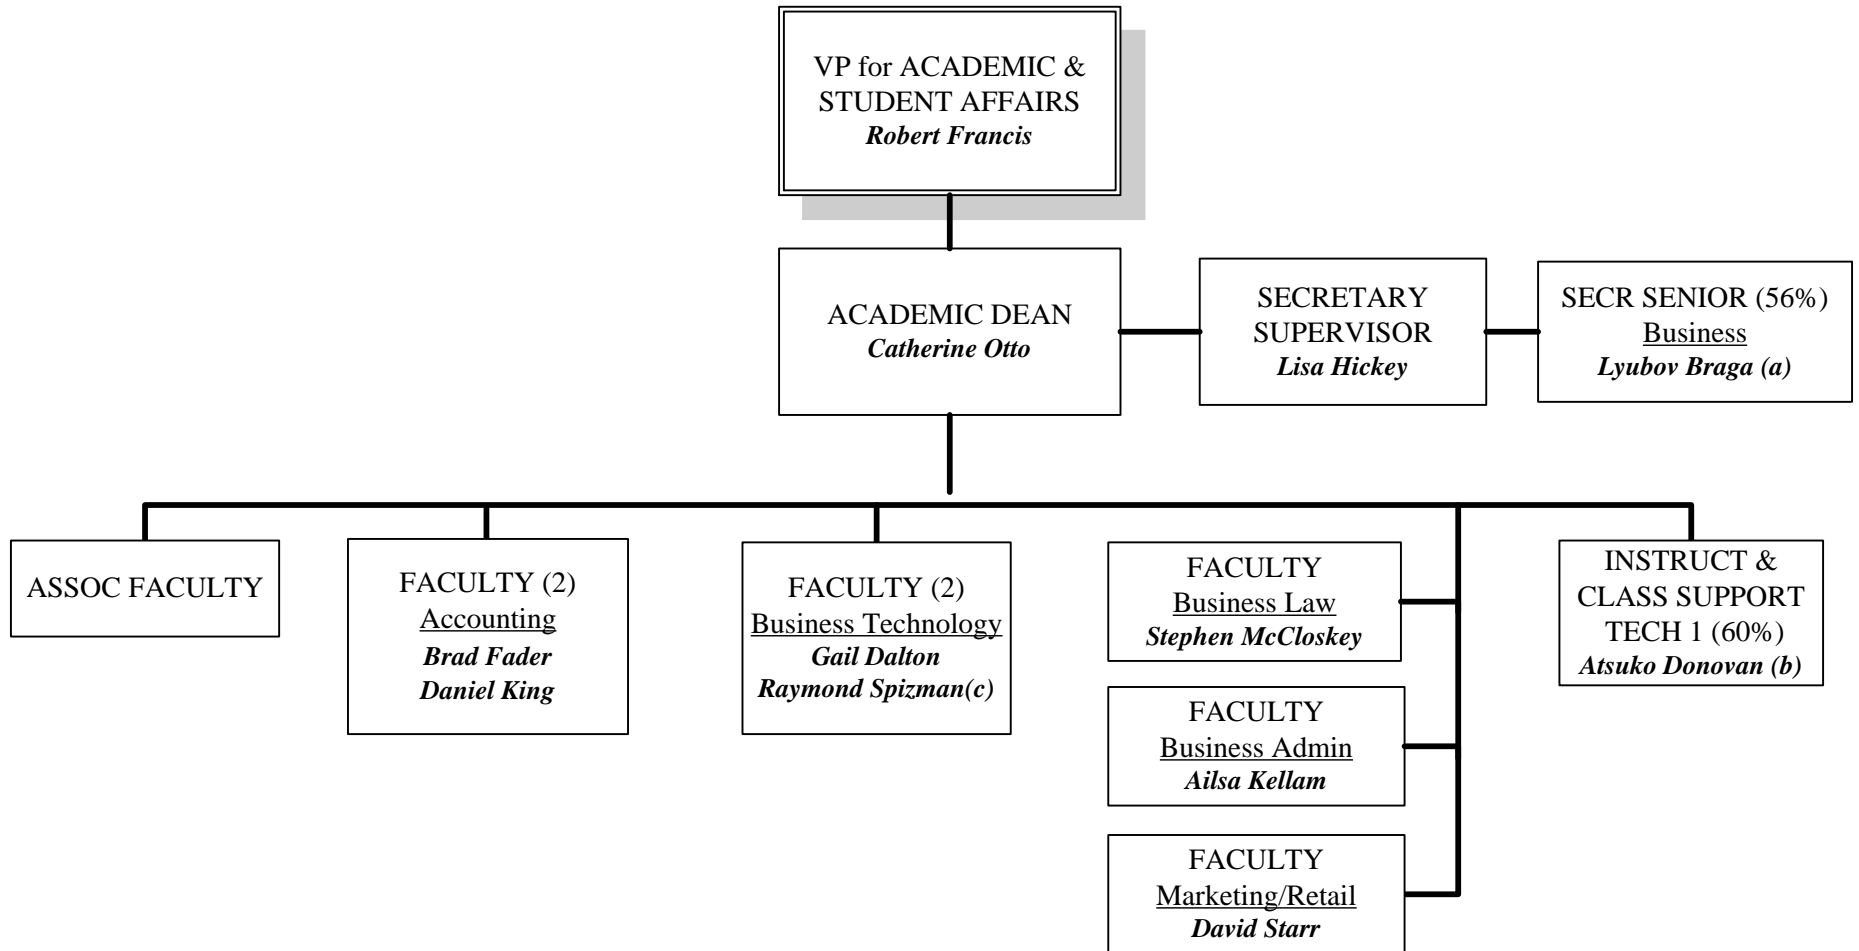 VP for ACADEMIC &
STUDENT AFFAIRS
Robert Francis
ACADEMIC DEAN
Catherine Otto
SECRETARY
SUPERVISOR
Lisa Hickey
SECR SENIOR (56%)
Business
Lyubov Braga (a)
ASSOC FACULTY
FACULTY (2)
Accounting
Brad Fader
Daniel King
FACULTY (2)
Business Technology
Gail Dalton
Raymond Spizman(c)
FACULTY
Business Law
Stephen McCloskey
FACULTY
Business Admin
Ailsa Kellam
FACULTY
Marketing/Retail
David Starr
INSTRUCT &
CLASS SUPPORT
TECH 1 (60%)
Atsuko Donovan (b)